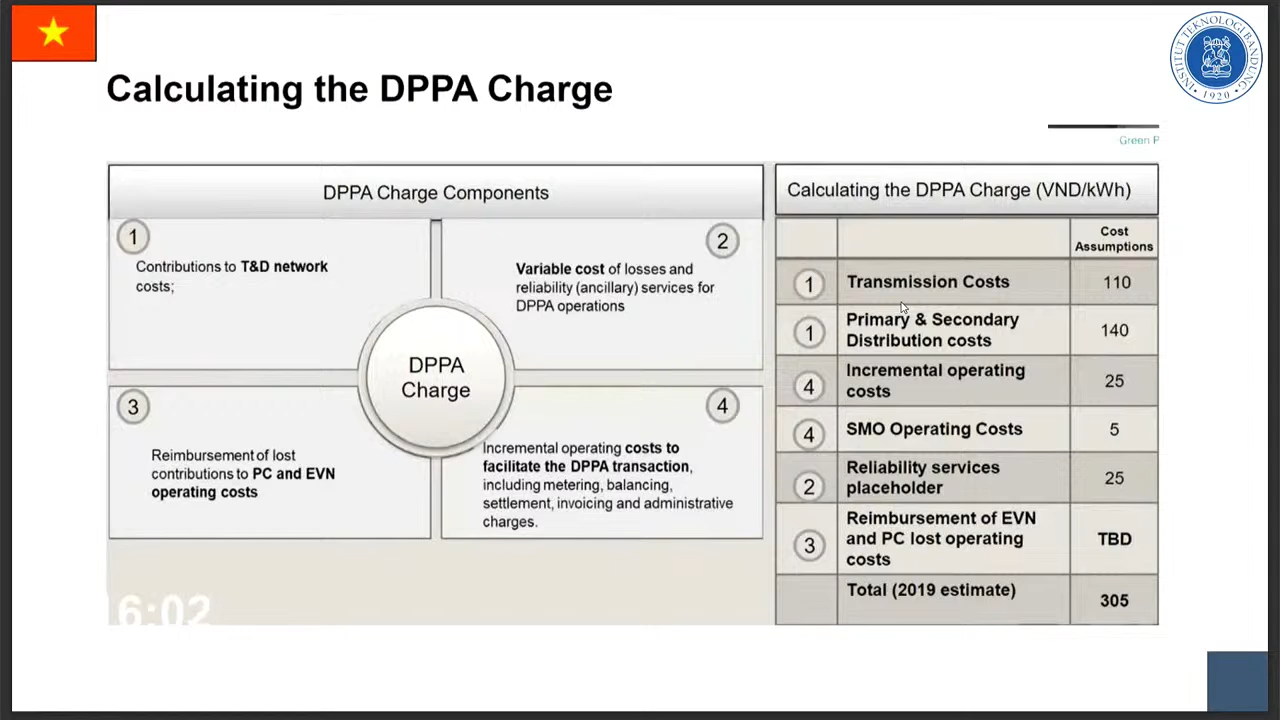 INSTITUT TEKNOLOGI BANDUNG
1920
Calculating the DPPA Charge
Green P
DPPA Charge Components
1
Contributions to T&D network
costs;
2
Variable cost of losses and
reliability (ancillary) services for
DPPA operations
DPPA
Charge
3
Reimbursement of lost
contributions to PC and EVN
operating costs
4
Incremental operating costs to
facilitate the DPPA transaction,
including metering, balancing,
settlement, invoicing and administrative
charges.
6:02
Calculating the DPPA Charge (VND/kWh)
Cost
Assumptions
1 Transmission Costs 110
1 Primary & Secondary
Distribution costs 140
4 Incremental operating
costs 25
4 SMO Operating Costs 5
2 Reliability services
placeholder 25
3 Reimbursement of EVN
and PC lost operating
costs TBD
Total (2019 estimate) 305